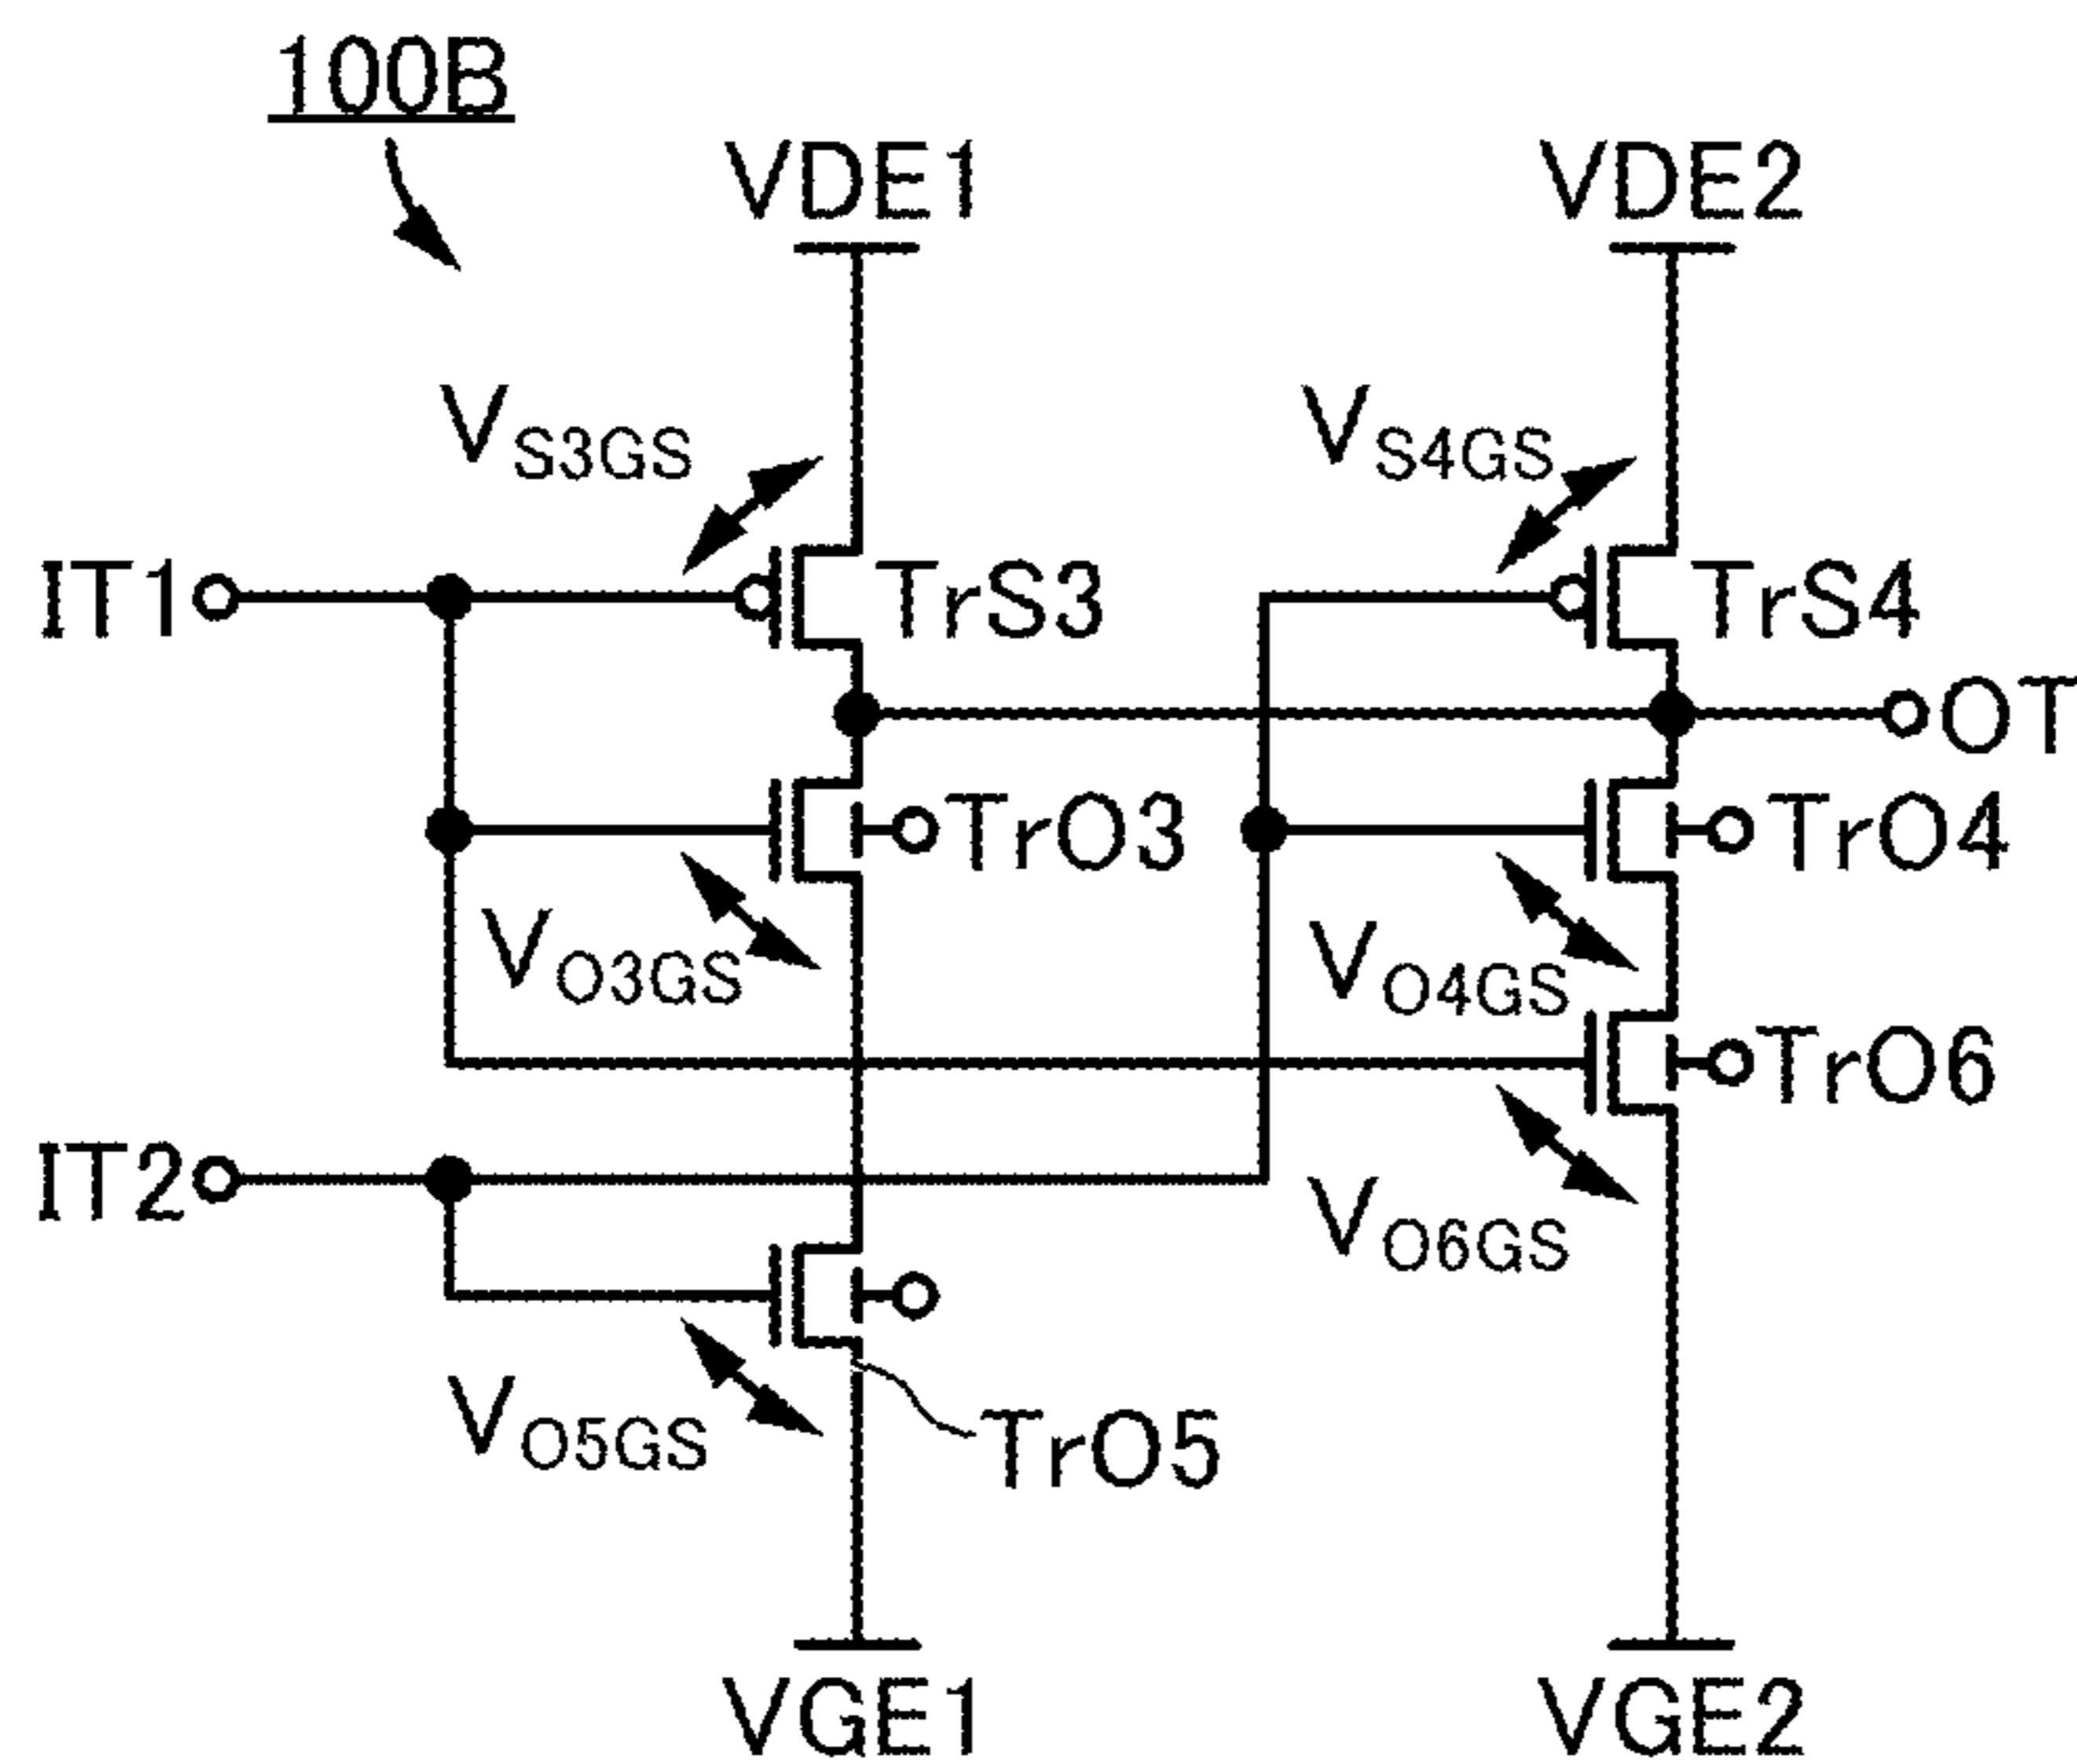 100B
VDE1 VDE2
VS3GS VS4GS
IT1 TrS3 TrS4
OT
TrO3 TrO4
VO3GS VO4GS
TrO6
IT2
VO6GS
VO5GS TrO5
VGE1 VGE2